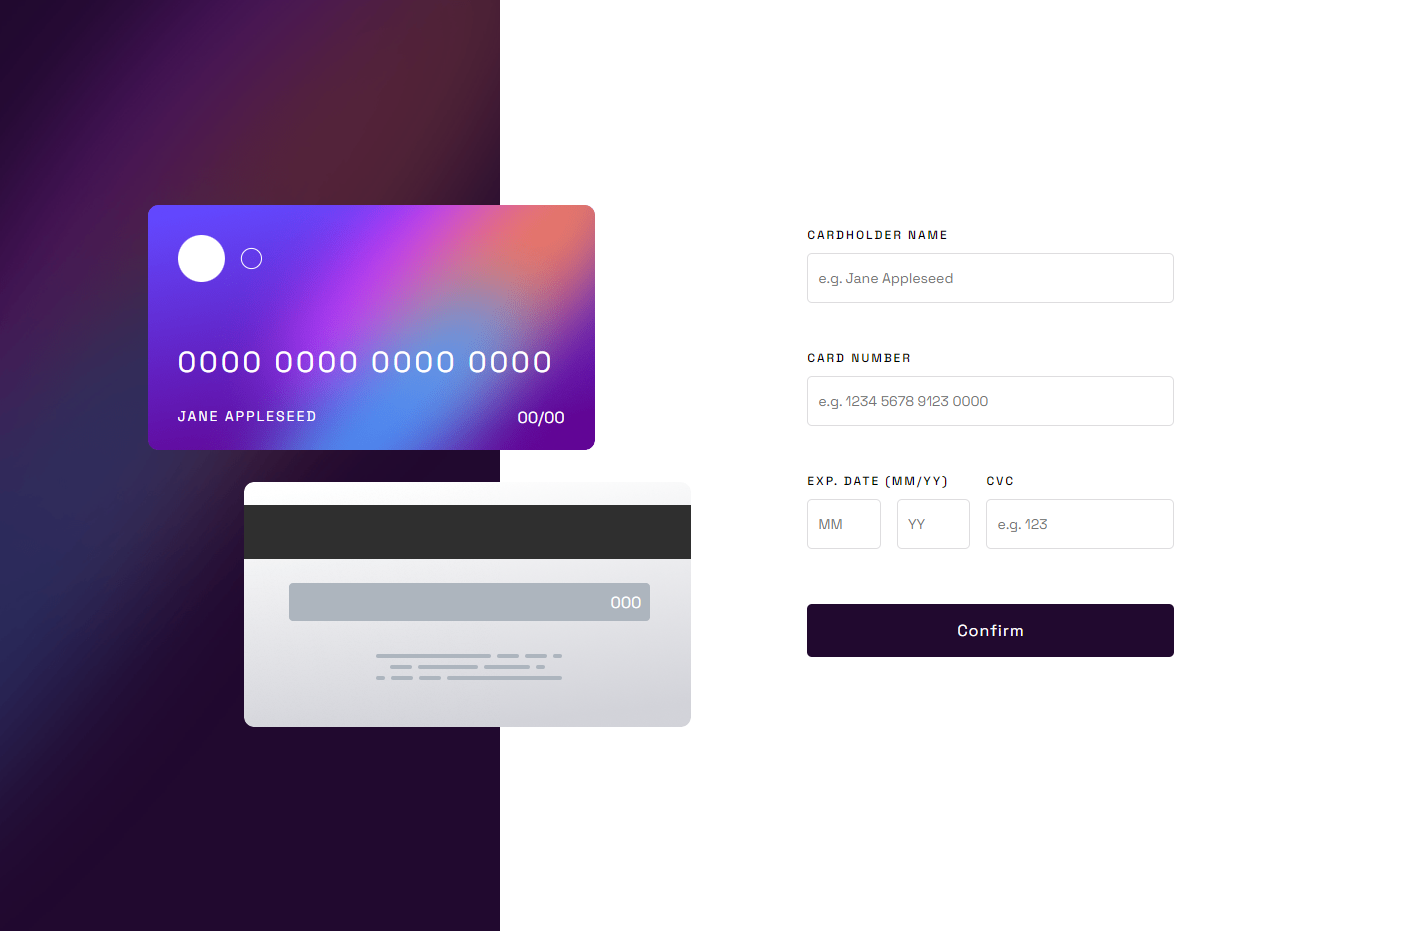 0000 0000 0000 0000
JANE APPLESEED
00/00
000
CARDHOLDER NAME
e.g. Jane Appleseed
CARD NUMBER
e.g. 1234 5678 9123 0000
EXP. DATE (MM/YY) CVC
MM YY e.g. 123
Confirm